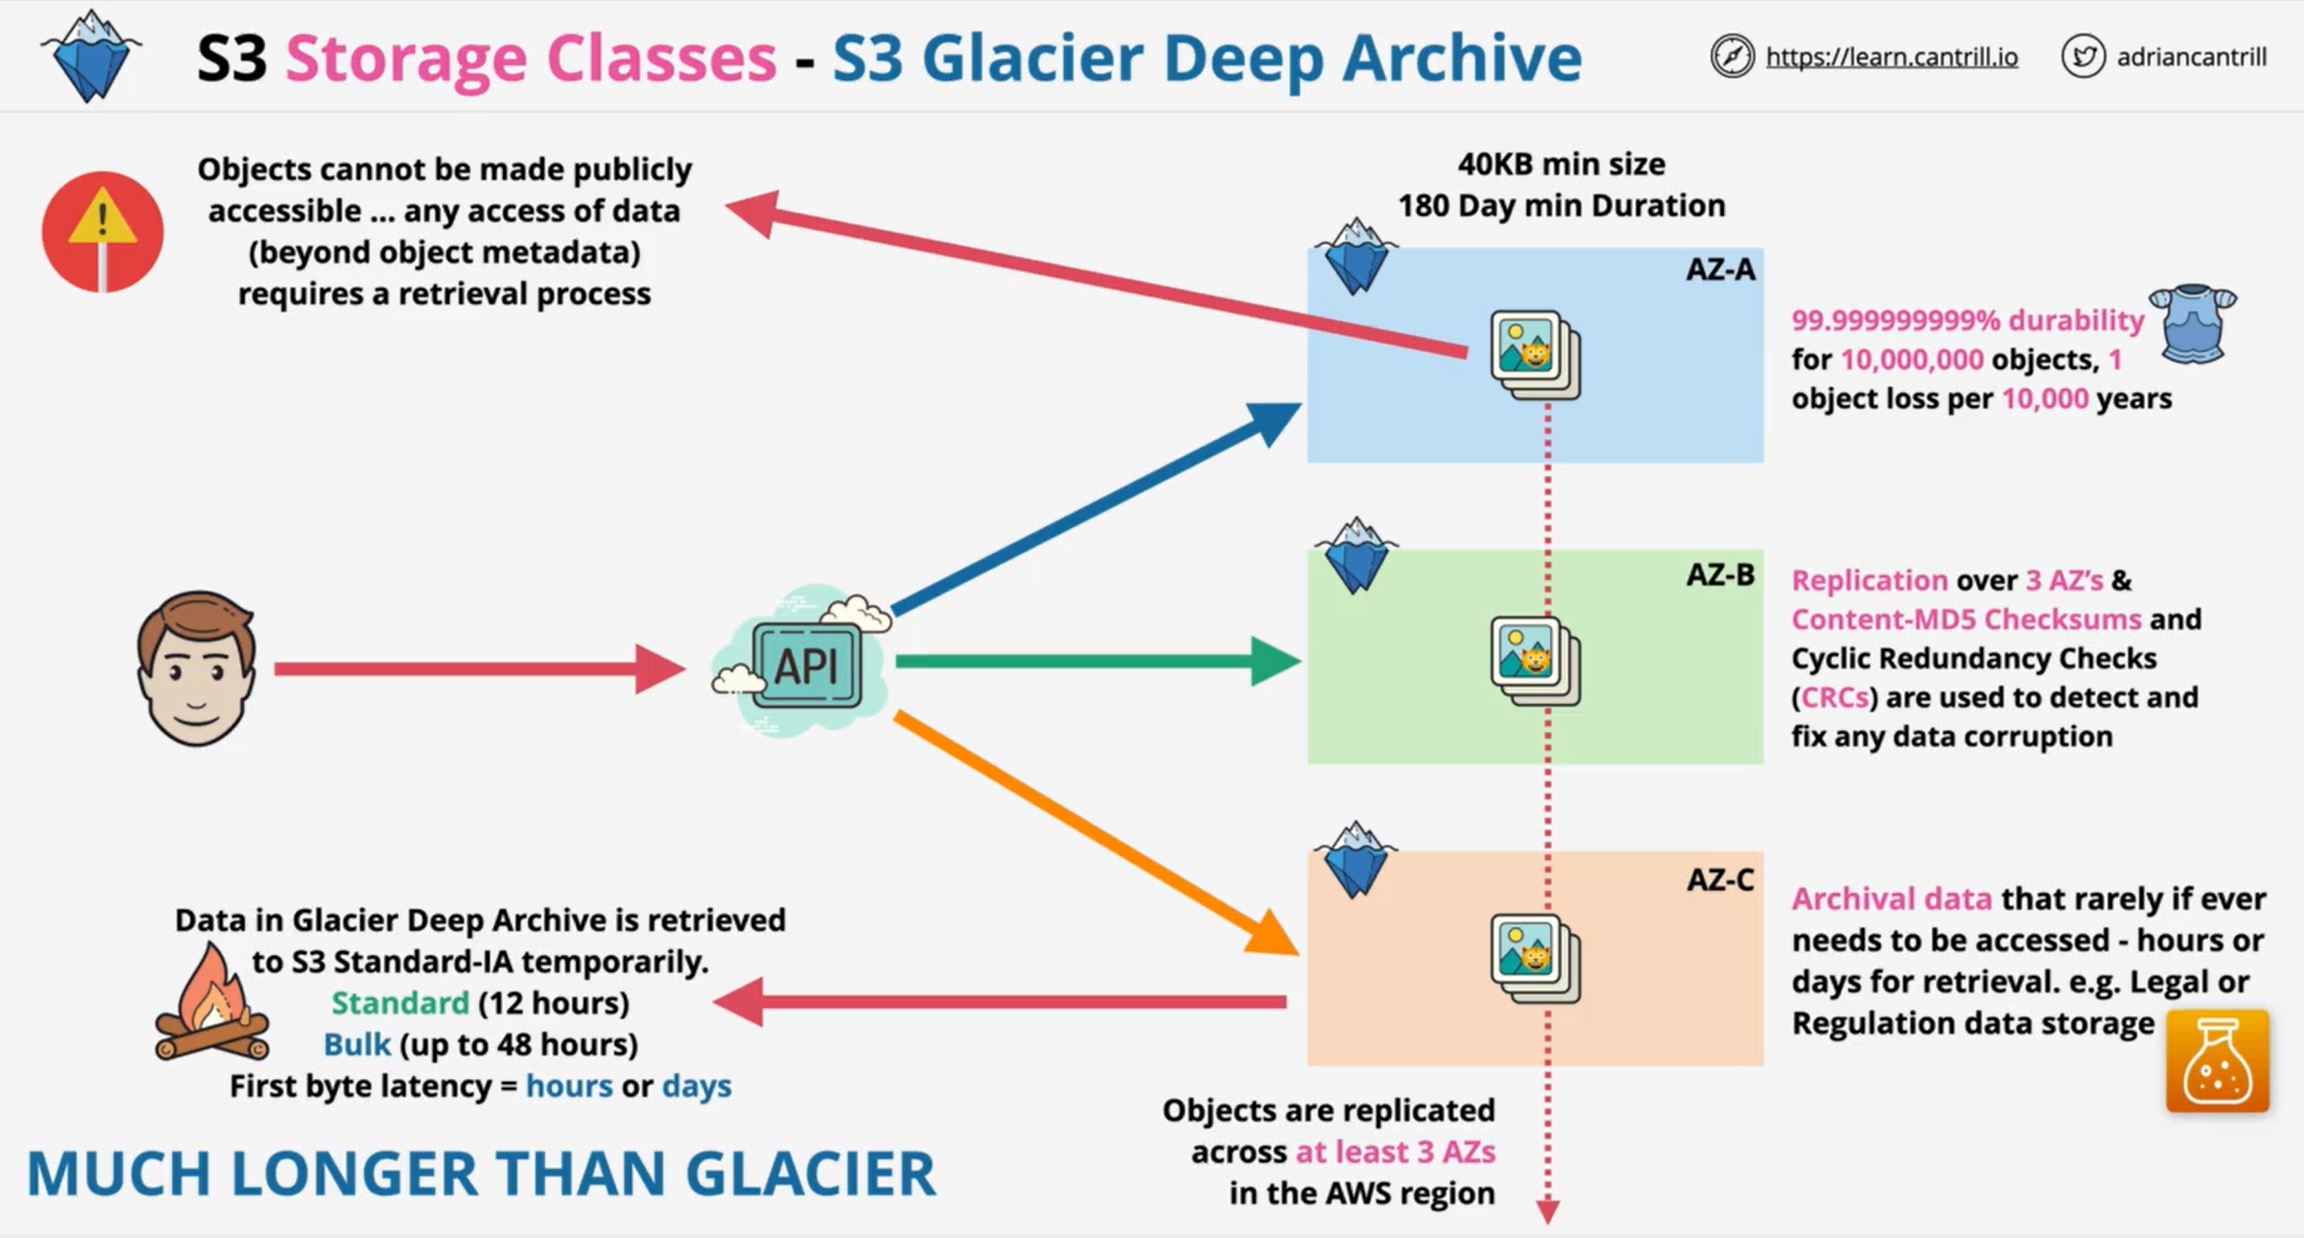 S3 Storage Classes - S3 Glacier Deep Archive
https://learn.cantrill.io
adriancantrill
Objects cannot be made publicly
accessible ... any access of data
(beyond object metadata)
requires a retrieval process
40KB min size
180 Day min Duration
AZ-A
99.999999999% durability
for 10,000,000 objects, 1
object loss per 10,000 years
API
AZ-B
Replication over 3 AZ's &
Content-MD5 Checksums and
Cyclic Redundancy Checks
(CRCs) are used to detect and
fix any data corruption
AZ-C
Archival data that rarely if ever
needs to be accessed - hours or
days for retrieval. e.g. Legal or
Regulation data storage
Data in Glacier Deep Archive is retrieved
to S3 Standard-IA temporarily.
Standard (12 hours)
Bulk (up to 48 hours)
First byte latency = hours or days
MUCH LONGER THAN GLACIER
Objects are replicated
across at least 3 AZs
in the AWS region